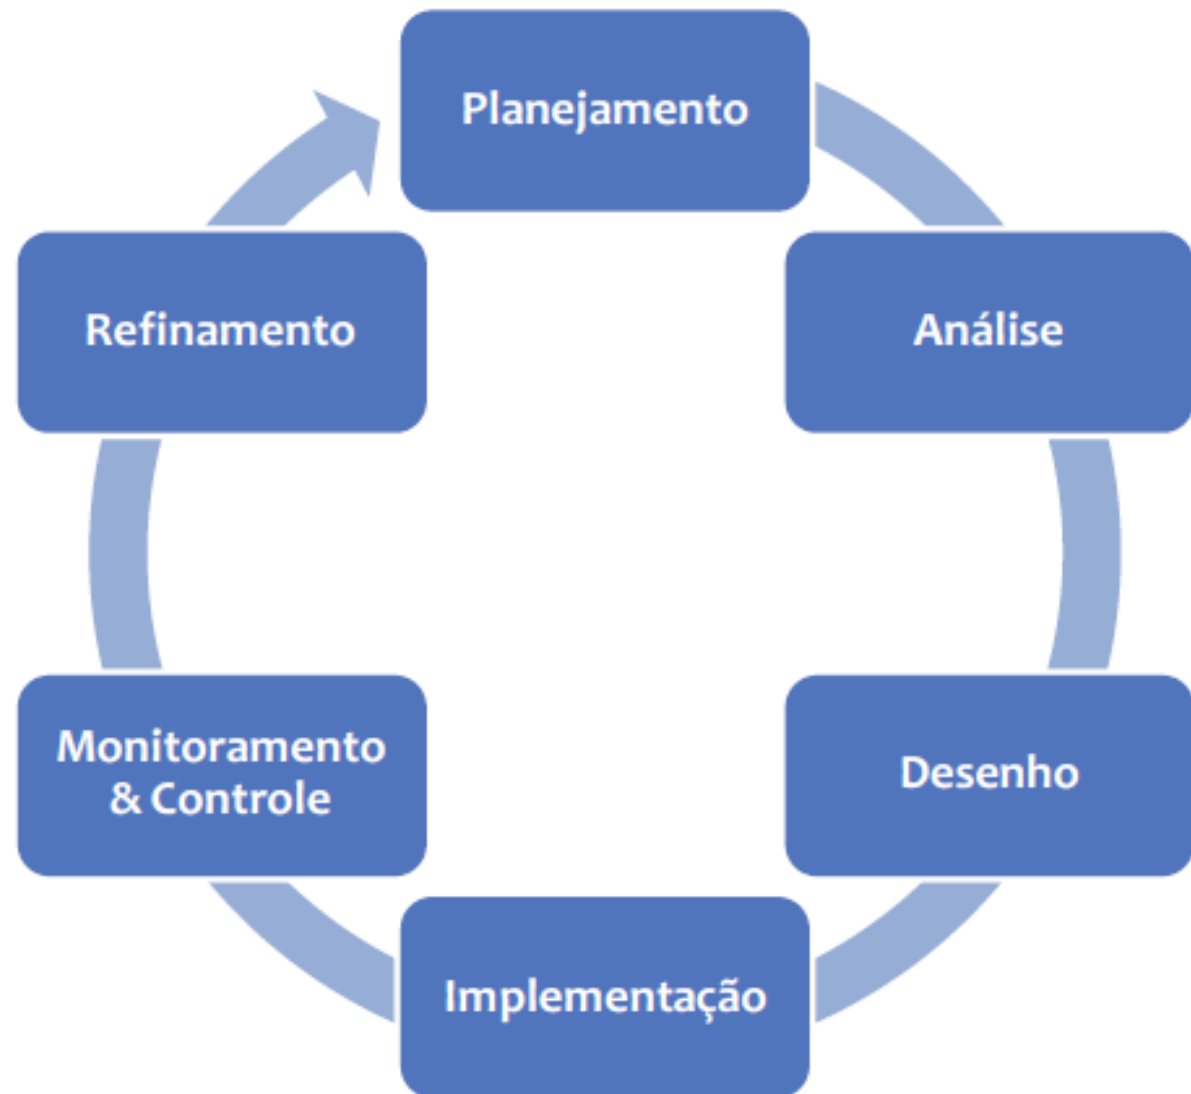 Planejamento
Análise
Desenho
Implementação
Monitoramento
& Controle
Refinamento